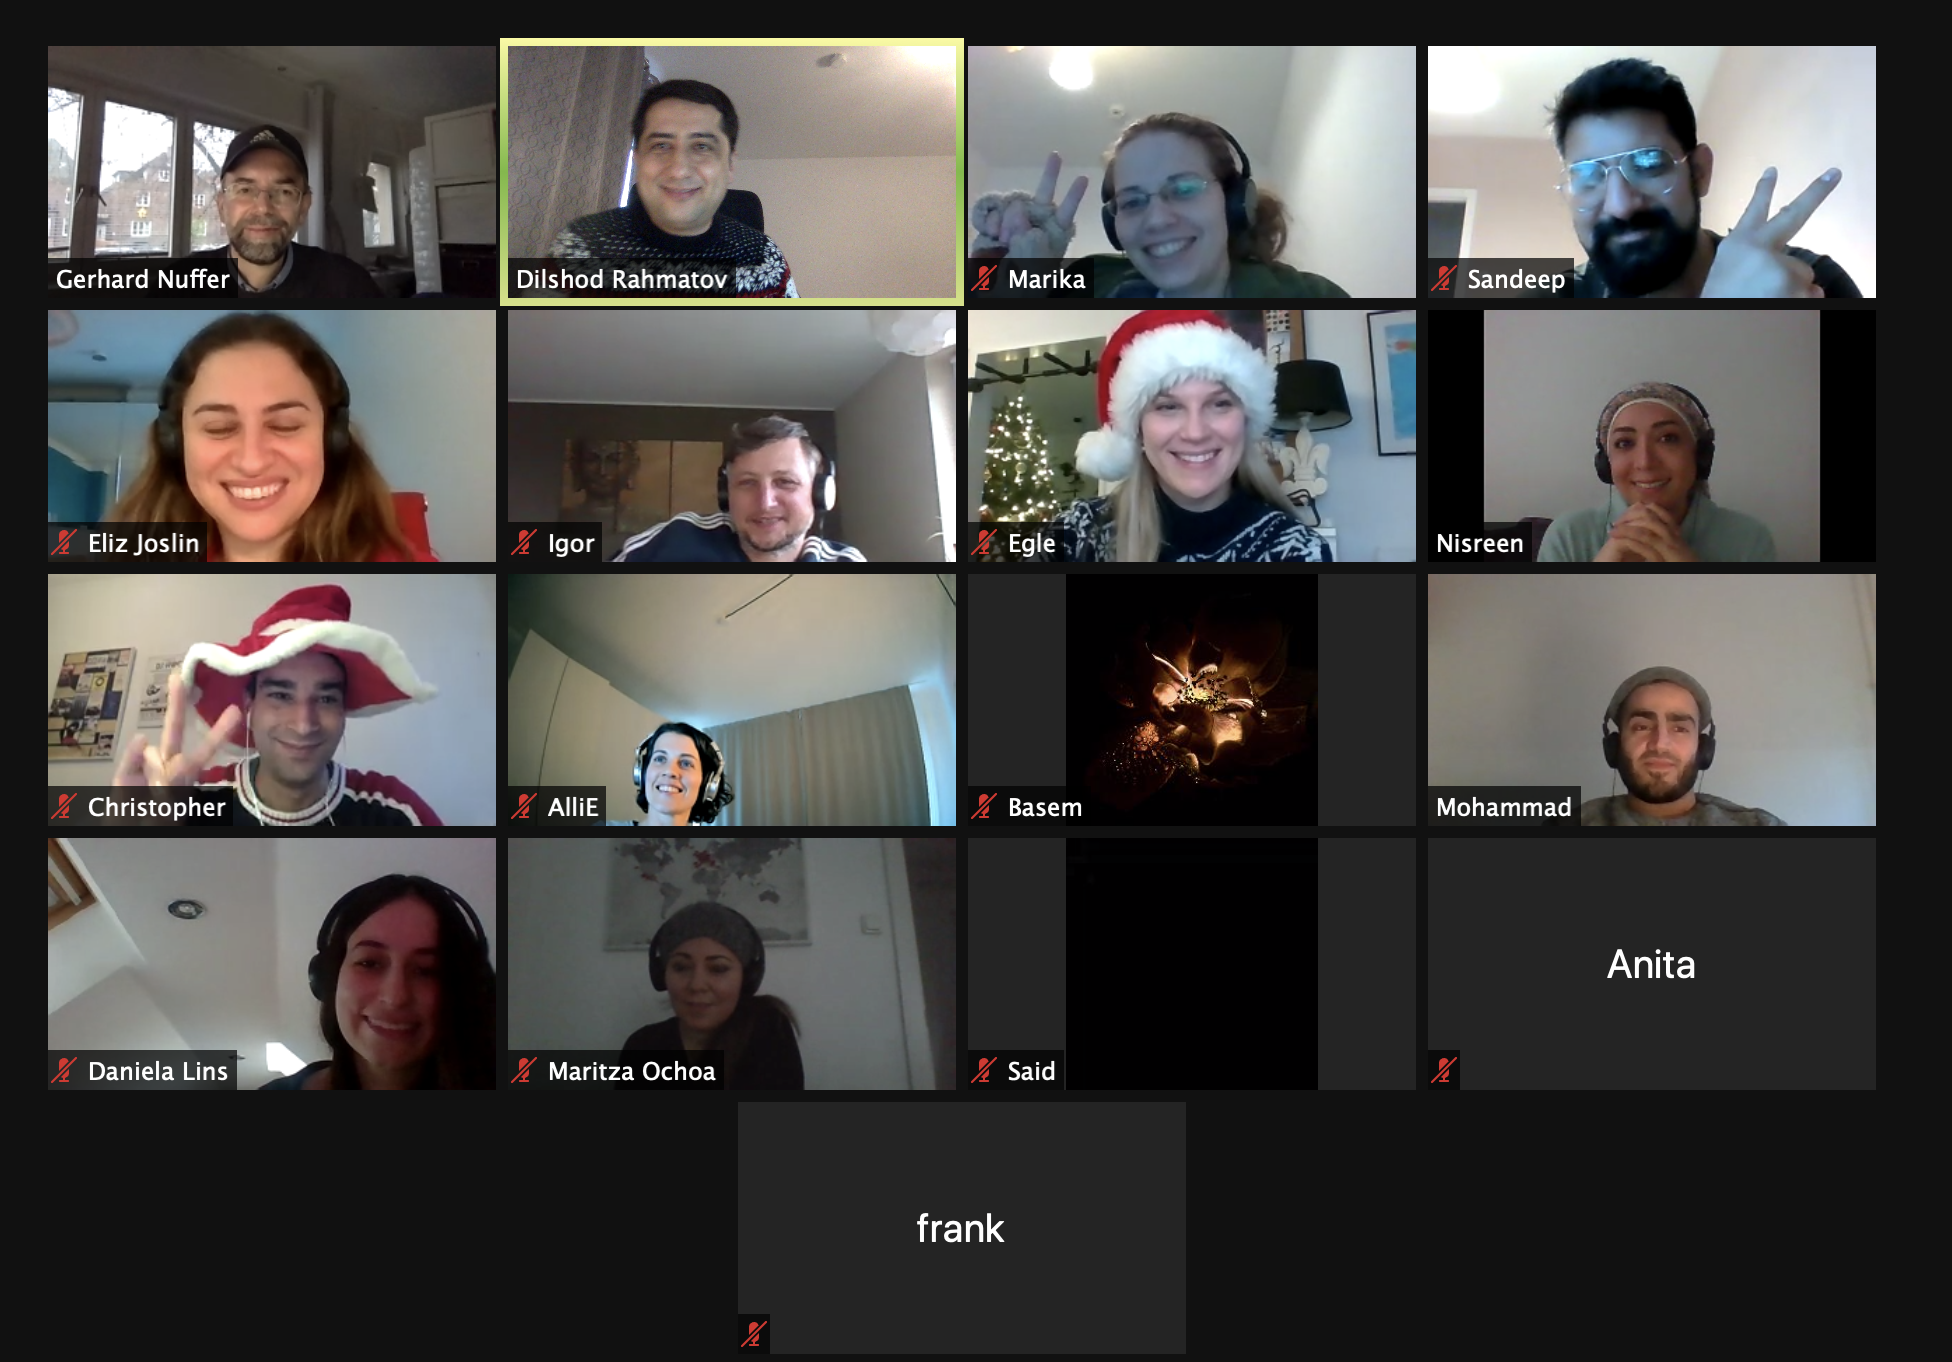 Gerhard Nuffer
Dilshod Rahmatov
Marika
Sandeep
Eliz Joslin
Igor
Egle
Nisreen
Christopher
AlliE
Basem
Mohammad
Daniela Lins
Maritza Ochoa
Said
Anita
frank